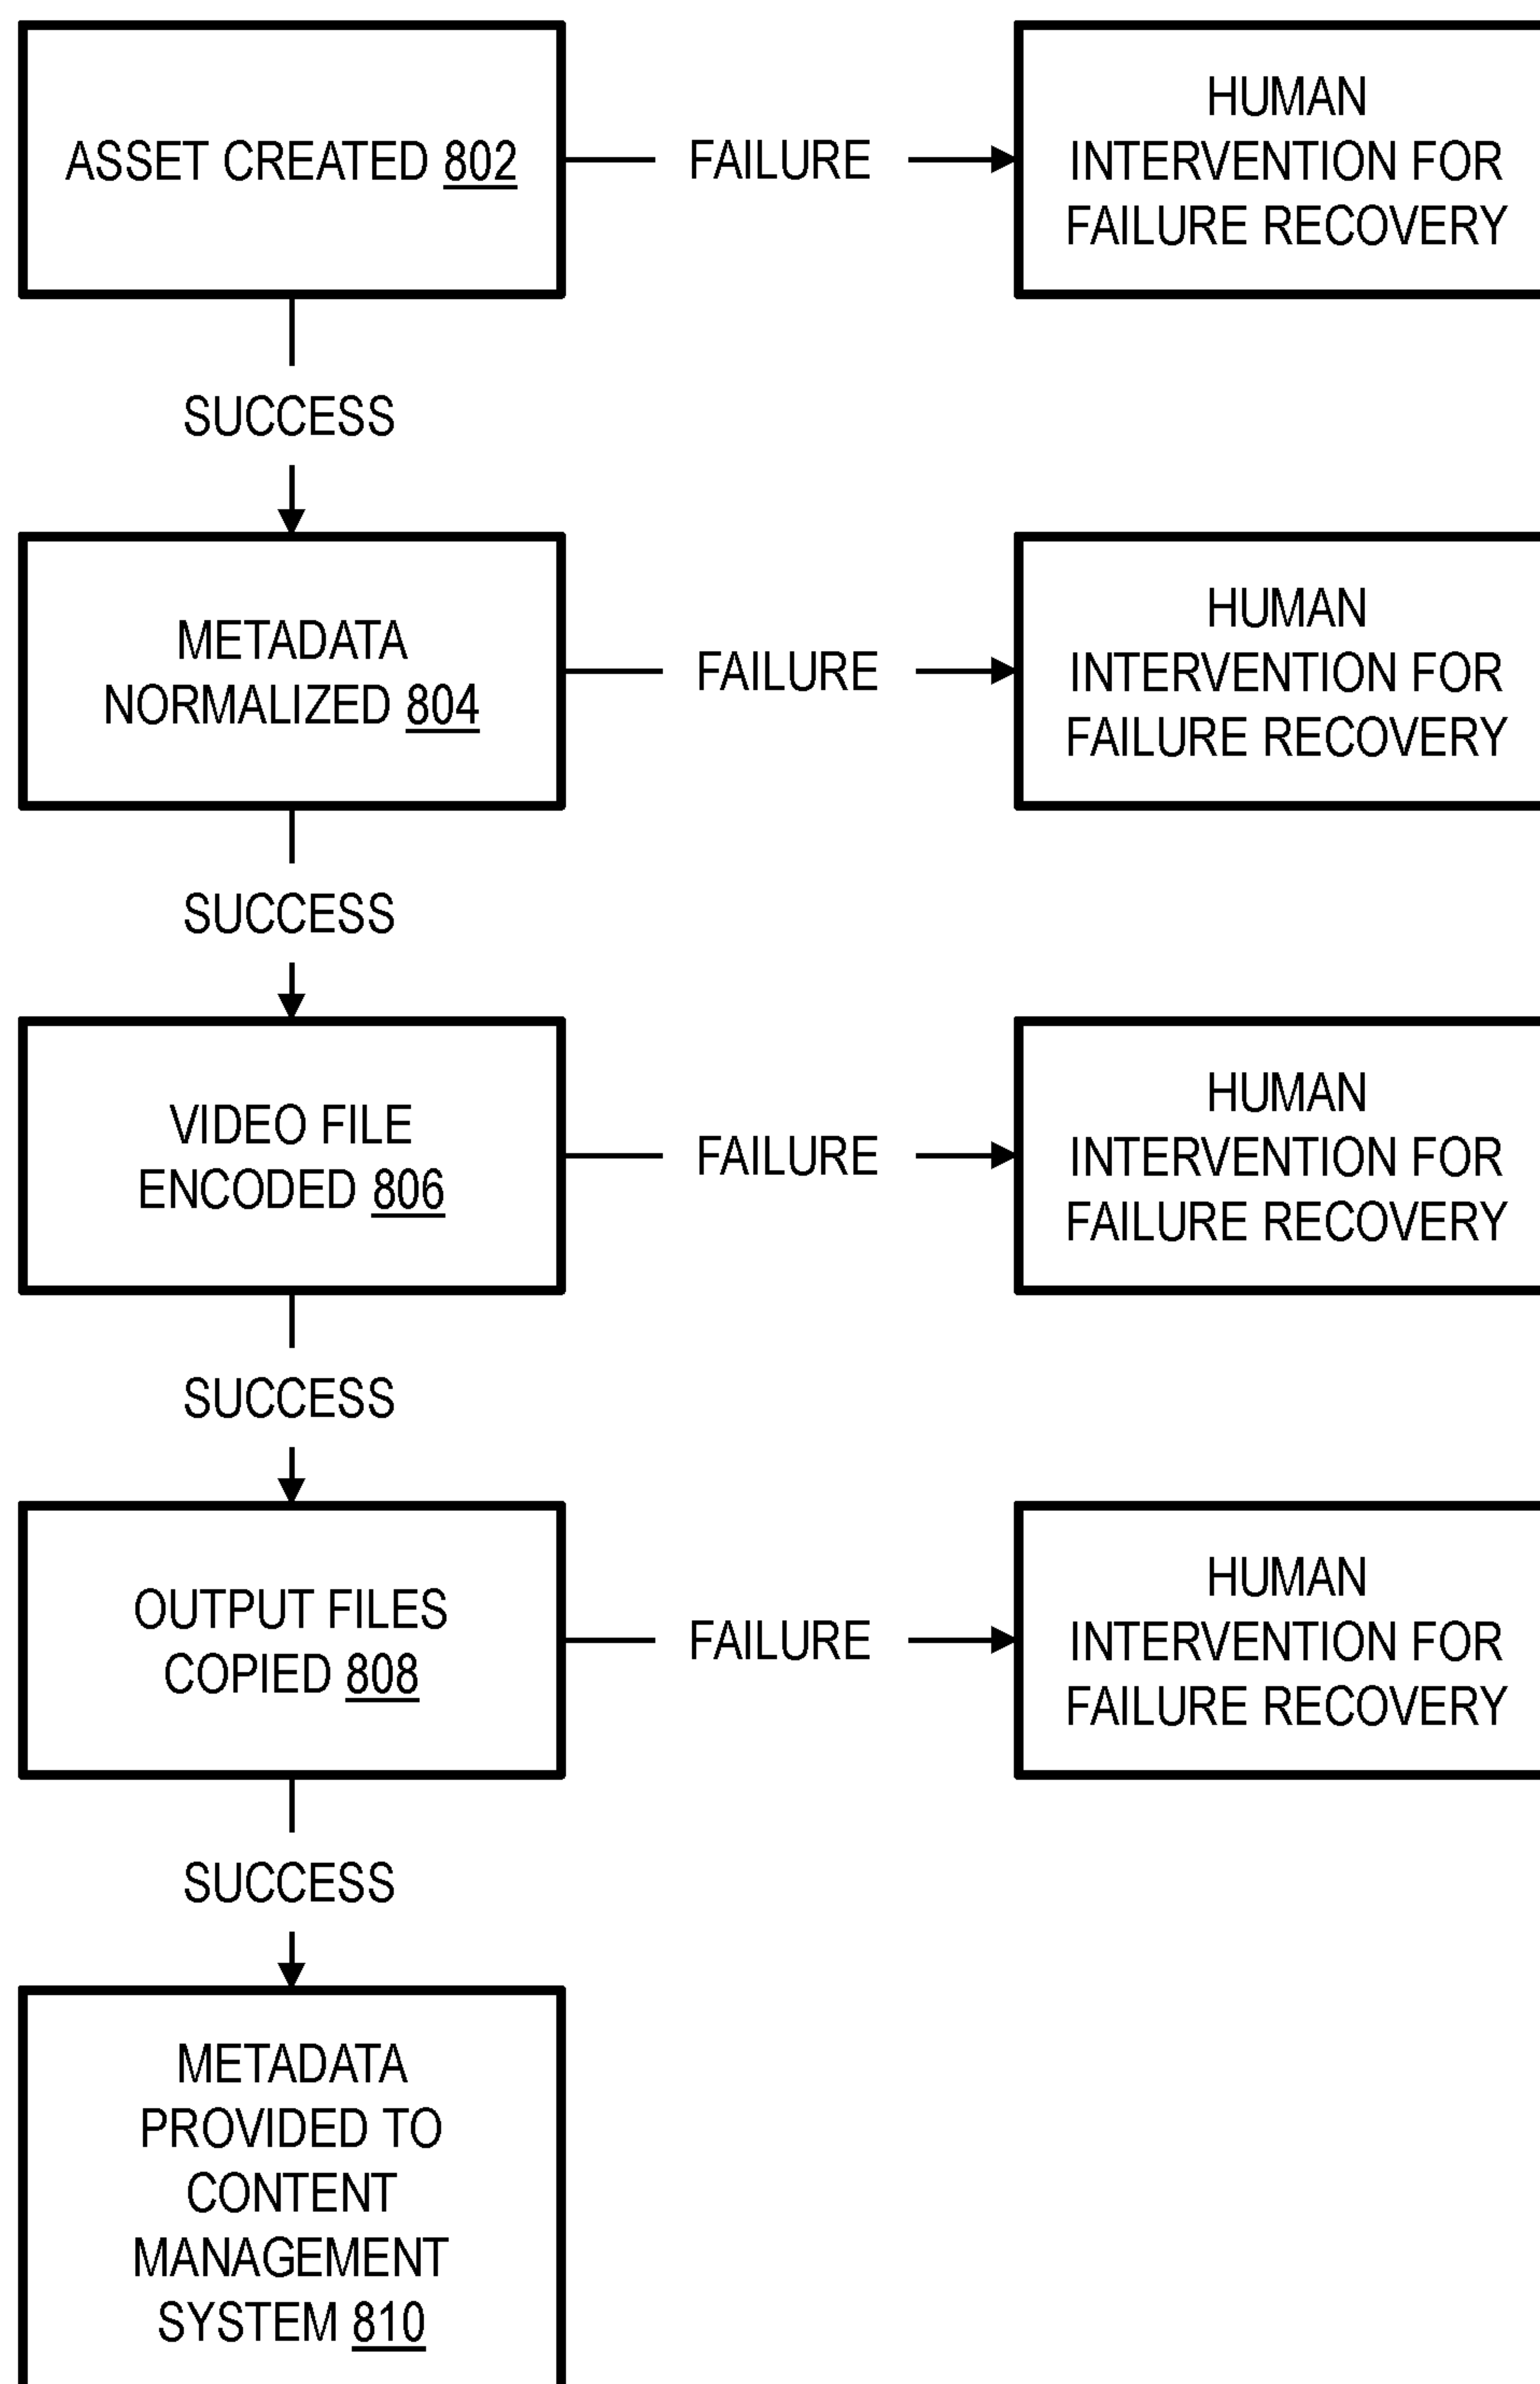 ASSET CREATED 802
FAILURE
HUMAN
INTERVENTION FOR
FAILURE RECOVERY
SUCCESS
METADATA
NORMALIZED 804
FAILURE
HUMAN
INTERVENTION FOR
FAILURE RECOVERY
SUCCESS
VIDEO FILE
ENCODED 806
FAILURE
HUMAN
INTERVENTION FOR
FAILURE RECOVERY
SUCCESS
OUTPUT FILES
COPIED 808
FAILURE
HUMAN
INTERVENTION FOR
FAILURE RECOVERY
SUCCESS
METADATA
PROVIDED TO
CONTENT
MANAGEMENT
SYSTEM 810